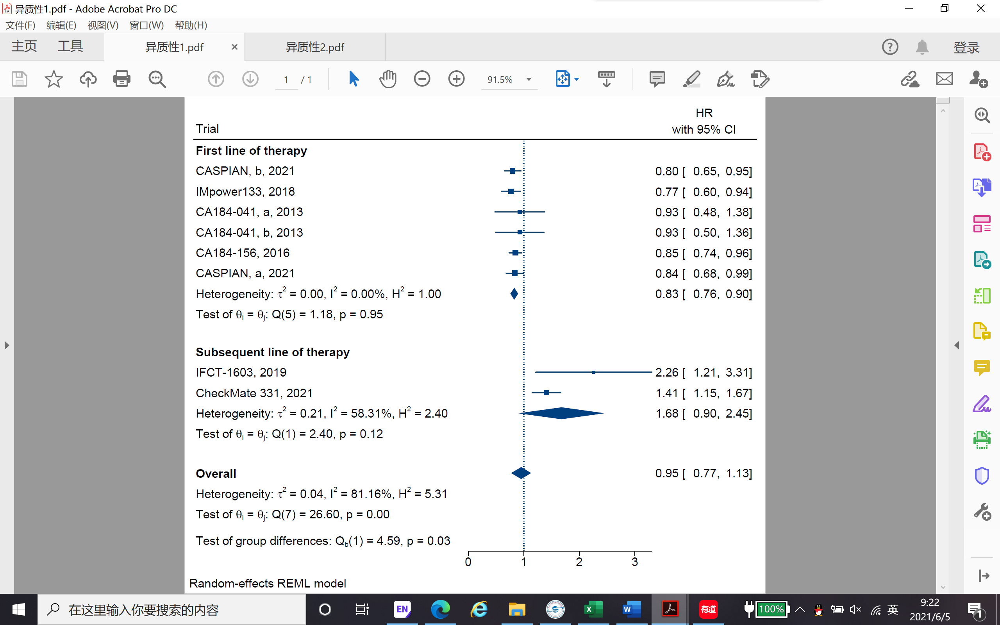 异质性1.pdf - Adobe Acrobat Pro DC
文件(F) 编辑(E) 视图(V) 窗口(W) 帮助(H)
主页 工具 异质性1.pdf × 异质性2.pdf 登录
1 / 1 91.5%
HR
Trial with 95% CI
First line of therapy
CASPIAN, b, 2021 0.80 [ 0.65, 0.95]
IMpower133, 2018 0.77 [ 0.60, 0.94]
CA184-041, a, 2013 0.93 [ 0.48, 1.38]
CA184-041, b, 2013 0.93 [ 0.50, 1.36]
CA184-156, 2016 0.85 [ 0.74, 0.96]
CASPIAN, a, 2021 0.84 [ 0.68, 0.99]
Heterogeneity: τ² = 0.00, I² = 0.00%, H² = 1.00 0.83 [ 0.76, 0.90]
Test of θi = θj: Q(5) = 1.18, p = 0.95
Subsequent line of therapy
IFCT-1603, 2019 2.26 [ 1.21, 3.31]
CheckMate 331, 2021 1.41 [ 1.15, 1.67]
Heterogeneity: τ² = 0.21, I² = 58.31%, H² = 2.40 1.68 [ 0.90, 2.45]
Test of θi = θj: Q(1) = 2.40, p = 0.12
Overall 0.95 [ 0.77, 1.13]
Heterogeneity: τ² = 0.04, I² = 81.16%, H² = 5.31
Test of θi = θj: Q(7) = 26.60, p = 0.00
Test of group differences: Qb(1) = 4.59, p = 0.03
0 1 2 3
Random-effects REML model
在这里输入你要搜索的内容 EN 有道 100% 英 9:22
2021/6/5 1